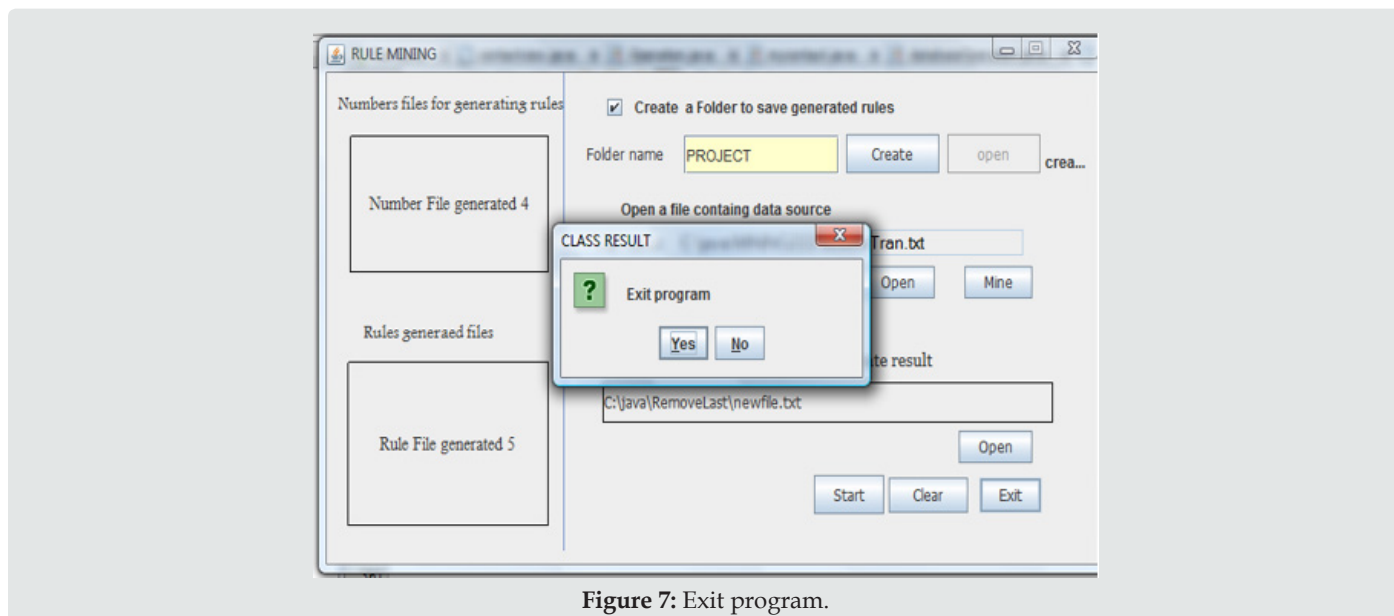 RULE MINING
Numbers files for generating rules
Number File generated 4
Rules generaed files
Rule File generated 5
Create a Folder to save generated rules
Folder name PROJECT Create open crea...
Open a file containg data source
Tran.txt
Open Mine
CLASS RESULT
? Exit program
Yes No
result
C:\java\RemoveLast\newfile.txt
Open
Start Clear Exit
Figure 7: Exit program.